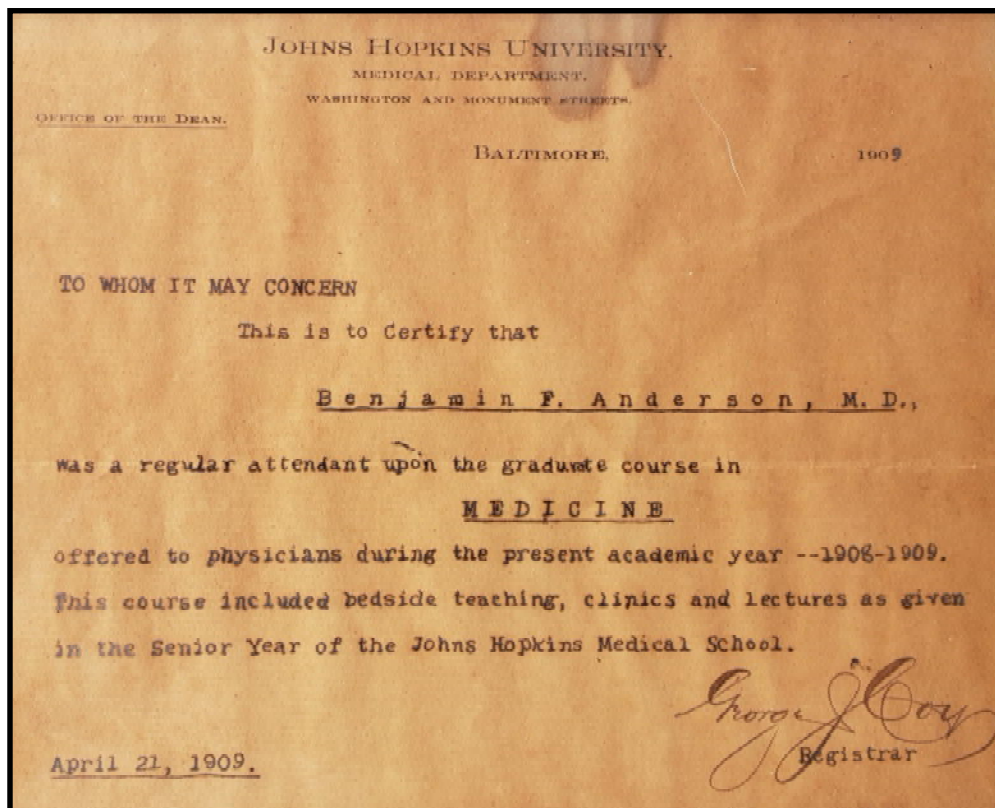 JOHNS HOPKINS UNIVERSITY.
MEDICAL DEPARTMENT.
WASHINGTON AND MONUMENT STREETS.
OFFICE OF THE DEAN.
BALTIMORE, 1909
TO WHOM IT MAY CONCERN
This is to Certify that
Benjamin F. Anderson, M. D.,
was a regular attendant upon the graduate course in
MEDICINE
offered to physicians during the present academic year --1908-1909.
This course included bedside teaching, clinics and lectures as given
in the Senior Year of the Johns Hopkins Medical School.
George J. Coy
Registrar
April 21, 1909.